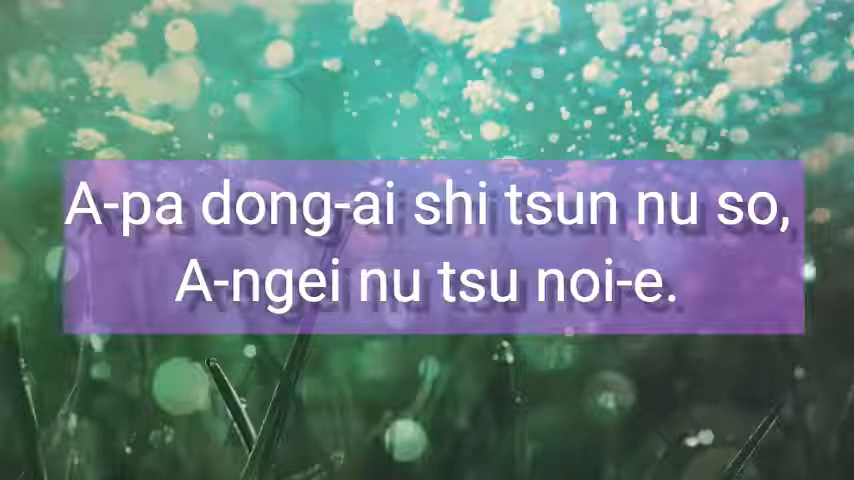 A-pa dong-ai shi tsun nu so,
A-ngei nu tsu noi-e.